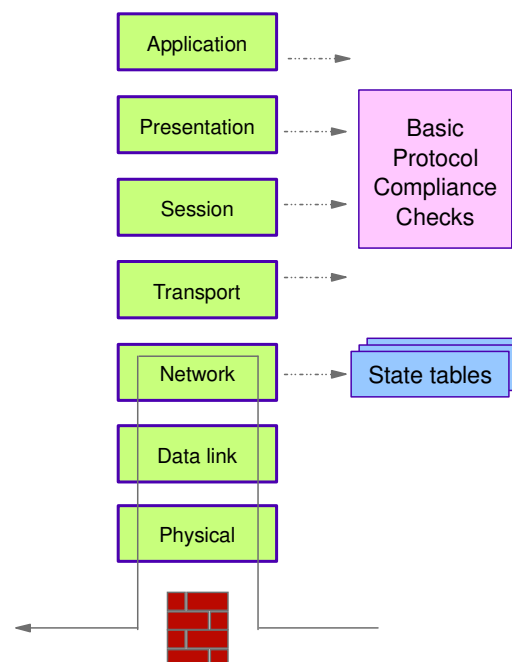 Application
Presentation
Basic
Protocol
Compliance
Checks
Session
Transport
Network
State tables
Data link
Physical